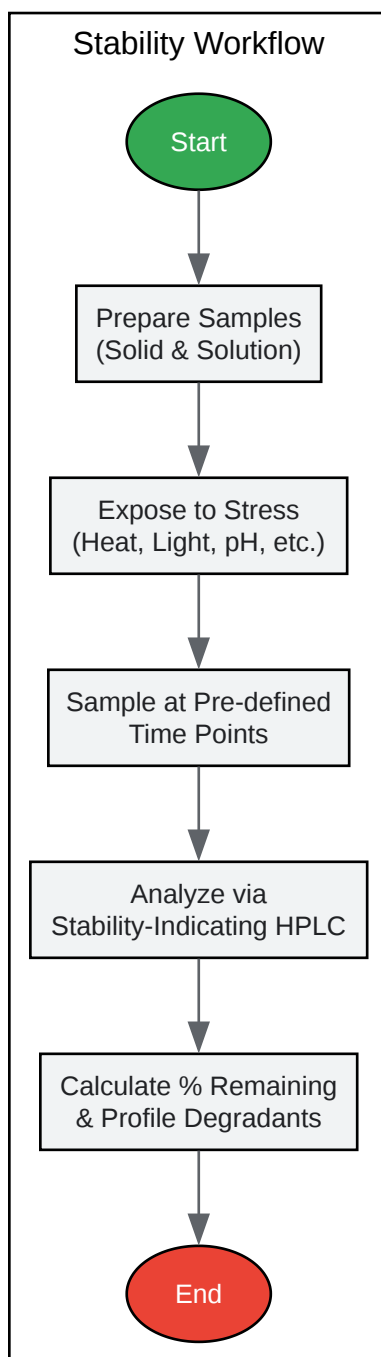 Stability Workflow
Start
Prepare Samples
(Solid & Solution)
Expose to Stress
(Heat, Light, pH, etc.)
Sample at Pre-defined
Time Points
Analyze via
Stability-Indicating HPLC
Calculate % Remaining
& Profile Degradants
End